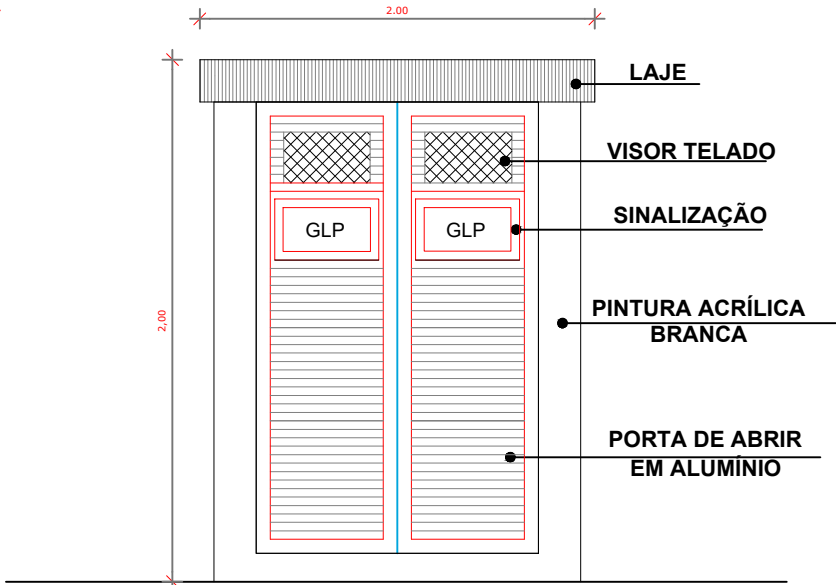 2.00
LAJE
VISOR TELADO
SINALIZAÇÃO
GLP GLP
PINTURA ACRÍLICA
BRANCA
2,00
PORTA DE ABRIR
EM ALUMÍNIO